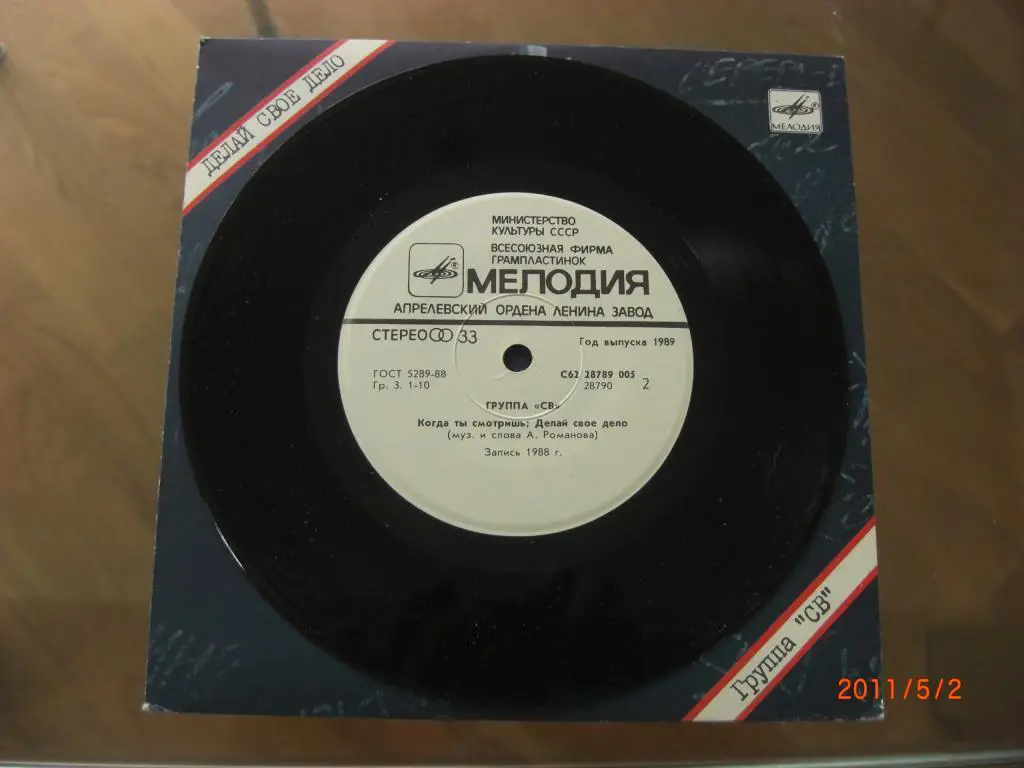 ДЕЛАЙ СВОЕ ДЕЛО
МЕЛОДИЯ
МИНИСТЕРСТВО
КУЛЬТУРЫ СССР
ВСЕСОЮЗНАЯ ФИРМА
ГРАМПЛАСТИНОК
МЕЛОДИЯ
АПРЕЛЕВСКИЙ ОРДЕНА ЛЕНИНА ЗАВОД
СТЕРЕО 33
Год выпуска 1989
ГОСТ 5289-88
Гр. 3. 1-10
С62 28789 005
28790 2
ГРУППА «СВ»
Когда ты смотришь; Делай свое дело
(муз. и слова А. Романова)
Запись 1988 г.
Группа "СВ"
2011/5/2